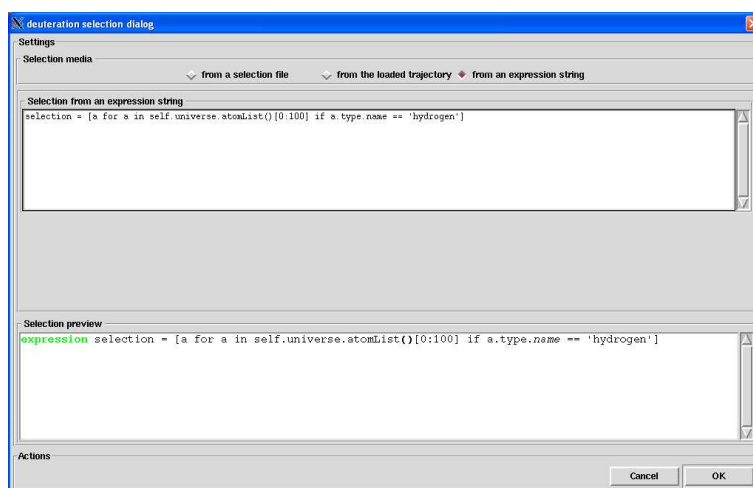 deuteration selection dialog
Settings
Selection media
from a selection file from the loaded trajectory from an expression string
Selection from an expression string
selection = [a for a in self.universe.atomList()[0:100] if a.type.name == 'hydrogen']
Selection preview
expression selection = [a for a in self.universe.atomList()[0:100] if a.type.name == 'hydrogen']
Actions
Cancel OK